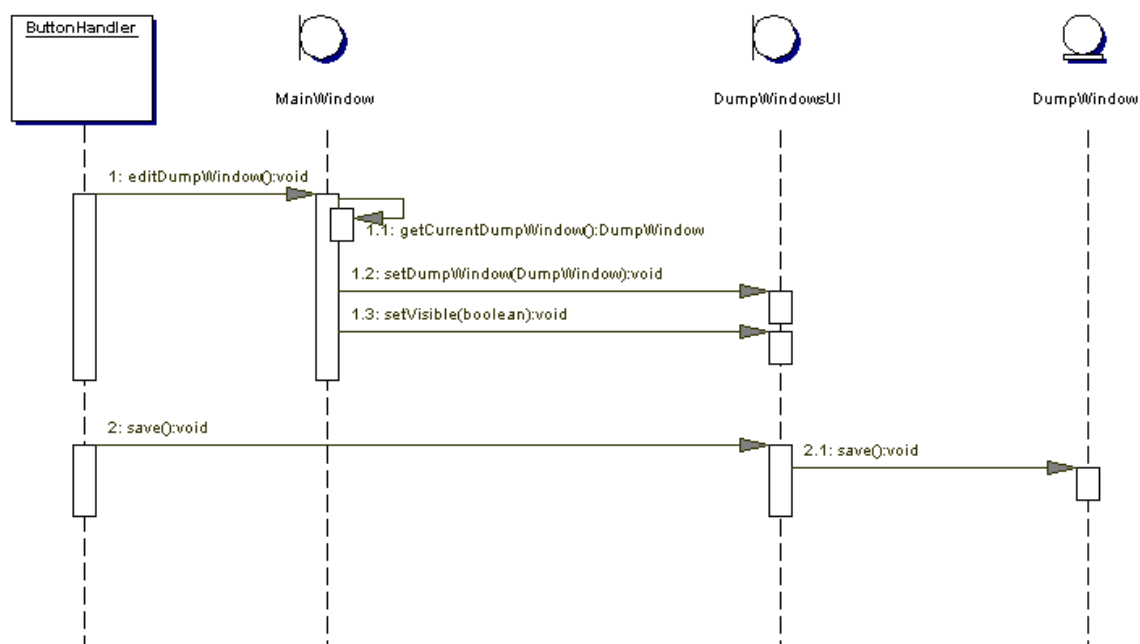 ButtonHandler
MainWindow
DumpWindowsUI
DumpWindow
1: editDumpWindow():void
1.1: getCurrentDumpWindow():DumpWindow
1.2: setDumpWindow(DumpWindow):void
1.3: setVisible(boolean):void
2: save():void
2.1: save():void